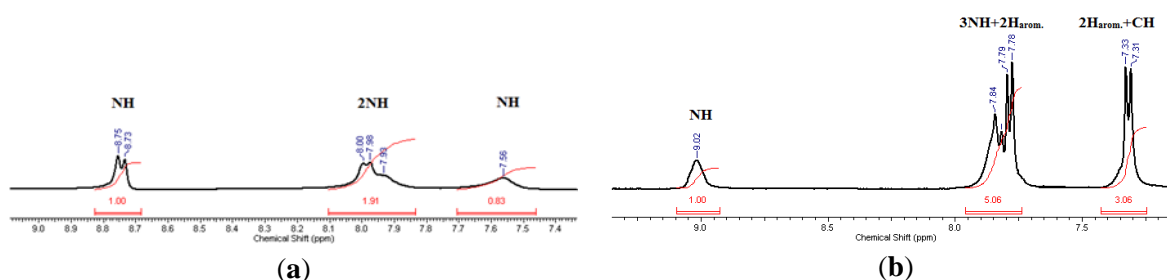 NH
2NH
NH
8.75
8.73
8.00
7.98
7.93
7.56
1.00
1.91
0.83
9.0 8.9 8.8 8.7 8.6 8.5 8.4 8.3 8.2 8.1 8.0 7.9 7.8 7.7 7.6 7.5 7.4
Chemical Shift (ppm)
(a)
3NH+2Harom.
2Harom.+CH
NH
9.02
7.84
7.79
7.78
7.33
7.31
1.00
5.06
3.06
9.0 8.5 8.0 7.5
Chemical Shift (ppm)
(b)